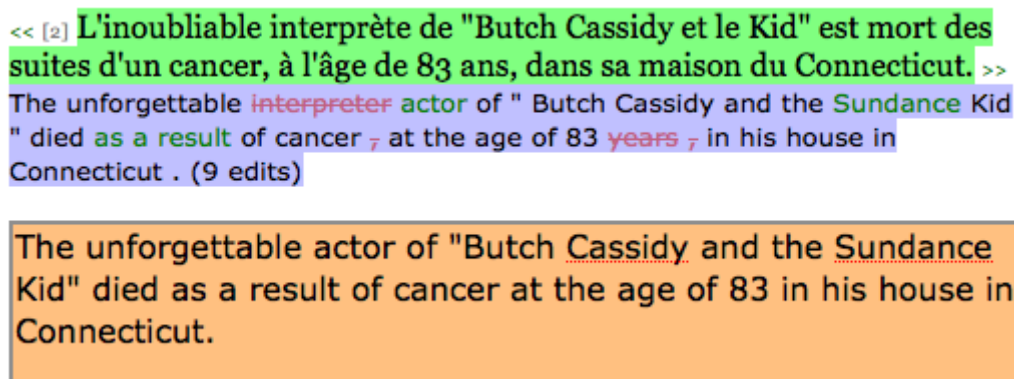 << [2] L'inoubliable interprète de "Butch Cassidy et le Kid" est mort des
suites d'un cancer, à l'âge de 83 ans, dans sa maison du Connecticut. >>
The unforgettable interpreter actor of " Butch Cassidy and the Sundance Kid
" died as a result of cancer , at the age of 83 years , in his house in
Connecticut . (9 edits)
The unforgettable actor of "Butch Cassidy and the Sundance
Kid" died as a result of cancer at the age of 83 in his house in
Connecticut.